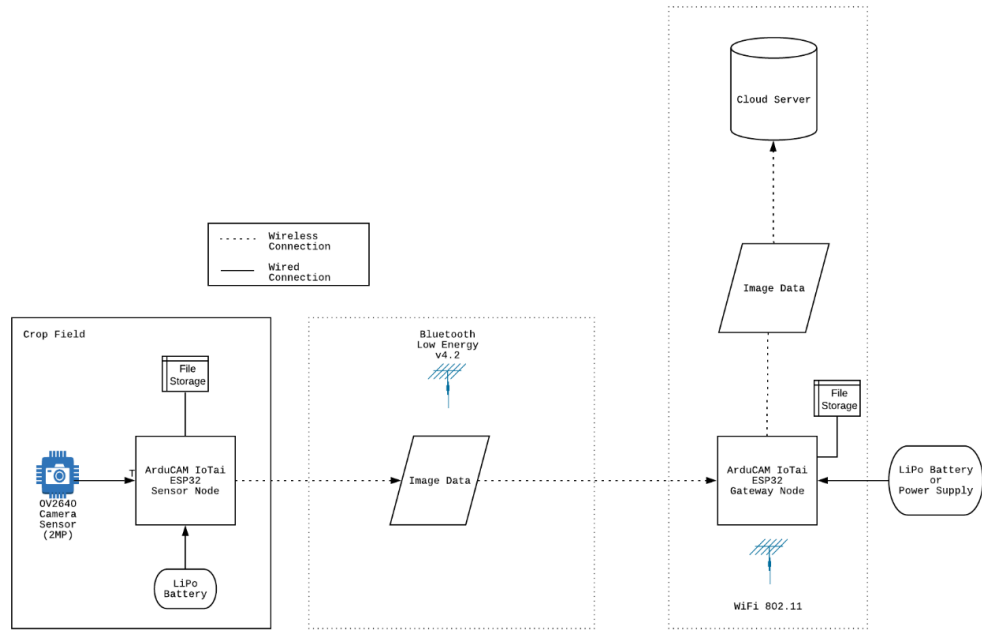 Cloud Server
Wireless
Connection
Wired
Connection
Image Data
Crop Field
File
Storage
OV2640
Camera
Sensor
(2MP)
T
ArduCAM IoTai
ESP32
Sensor Node
LiPo
Battery
Bluetooth
Low Energy
v4.2
Image Data
File
Storage
ArduCAM IoTai
ESP32
Gateway Node
LiPo Battery
or
Power Supply
WiFi 802.11